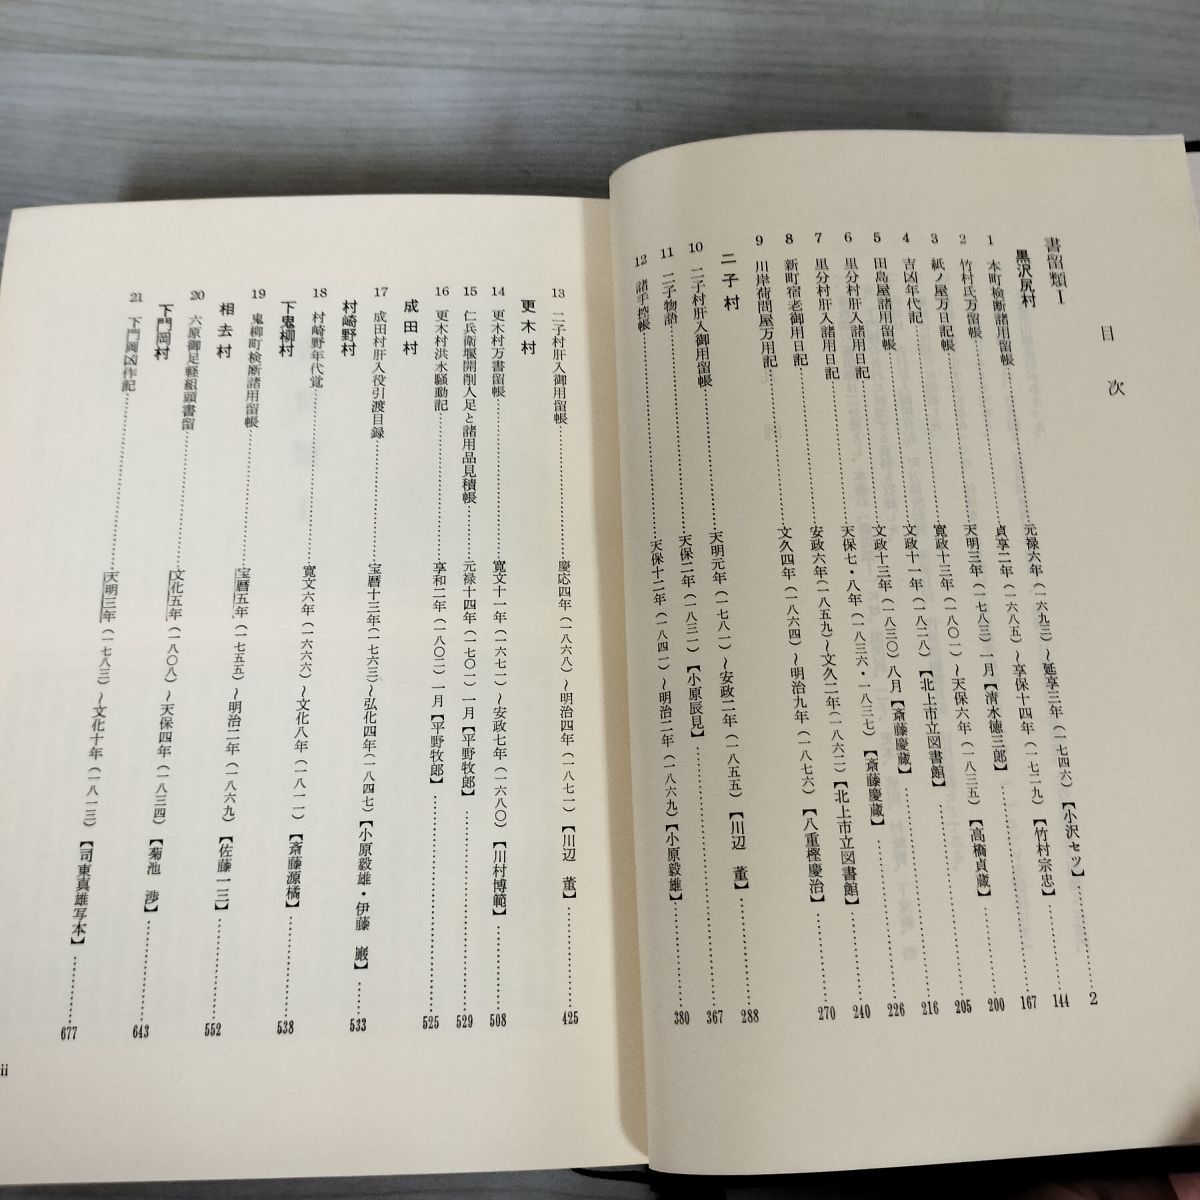 目次
書留類Ⅰ
黒沢尻村
1 本町検断諸用留帳……元禄六年(一六九三)~延享三年(一七四六)【小沢セツ】……2
2 竹村氏万留帳……貞享二年(一六八五)~享保十四年(一七二九)【竹村宗忠】……144
3 紙ノ屋万日記帳……天明三年(一七八三)一月【清水徳三郎】……167
4 吉凶年代記……寛政十三年(一八〇一)~天保六年(一八三五)【高橋貞蔵】……200
5 田島屋諸用留帳……文政十一年(一八二八)【北上市立図書館】……205
6 里分村肝入諸用日記……文政十三年(一八三〇)八月【斎藤慶蔵】……216
7 里分村肝入諸用日記……天保七・八年(一八三六・一八三七)【斎藤慶蔵】……226
8 新町宿老御用日記……安政六年(一八五九)~文久二年(一八六二)【北上市立図書館】……240
9 川岸荷問屋万用記……文久四年(一八六四)~明治九年(一八七六)【八重樫慶治】……270
二子村
10 二子村肝入御用留帳……天明元年(一七八一)~安政二年(一八五五)【川辺 董】……288
11 二子物語……天保二年(一八三一)【小原辰見】……367
12 諸手控帳……天保十二年(一八四一)~明治二年(一八六九)【小原毅雄】……380
13 二子村肝入御用留帳……慶応四年(一八六八)~明治四年(一八七一)【川辺 董】……425
更木村
14 更木村万書留帳……寛文十一年(一六七一)~安政七年(一六八〇)【川村博範】……508
15 仁兵衛堰開削人足と諸用品見積帳……元禄十四年(一七〇一)一月【平野牧郎】……529
16 更木村洪水騒動記……享和二年(一八〇二)一月【平野牧郎】……525
成田村
17 成田村肝入役引渡目録……宝暦十三年(一七六三)~弘化四年(一八四七)【小原毅雄・伊藤 巌】……533
村崎野村
18 村崎野年代覚……寛文六年(一六六六)~文化八年(一八一一)【斎藤源橘】……538
下鬼柳村
19 鬼柳町検断諸用留帳……宝暦五年(一七五五)~明治二年(一八六九)【佐藤一三】……552
相去村
20 六原御足軽組頭書留……文化五年(一八〇八)~天保四年(一八三四)【菊池 渉】……643
下門岡村
21 下門岡凶作記……天明三年(一七八三)~文化十年(一八一三)【司東真雄写本】……677
ii